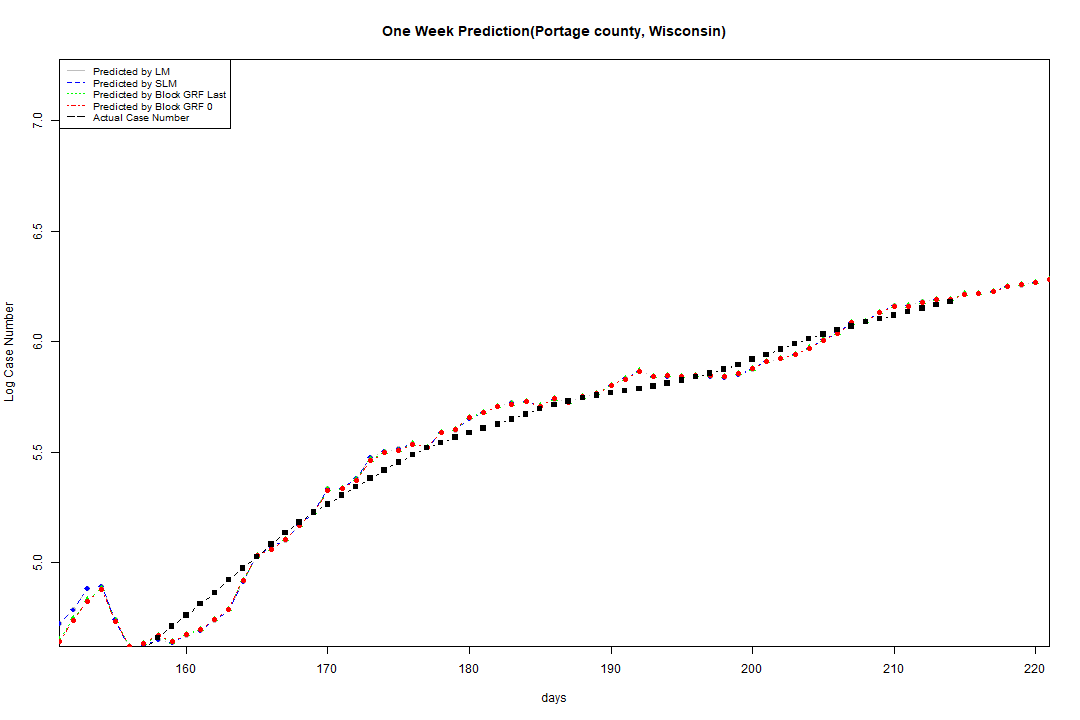 One Week Prediction(Portage county, Wisconsin)
Predicted by LM
Predicted by SLM
Predicted by Block GRF Last
Predicted by Block GRF 0
Actual Case Number
7.0
6.5
6.0
5.5
5.0
Log Case Number
160 170 180 190 200 210 220
days